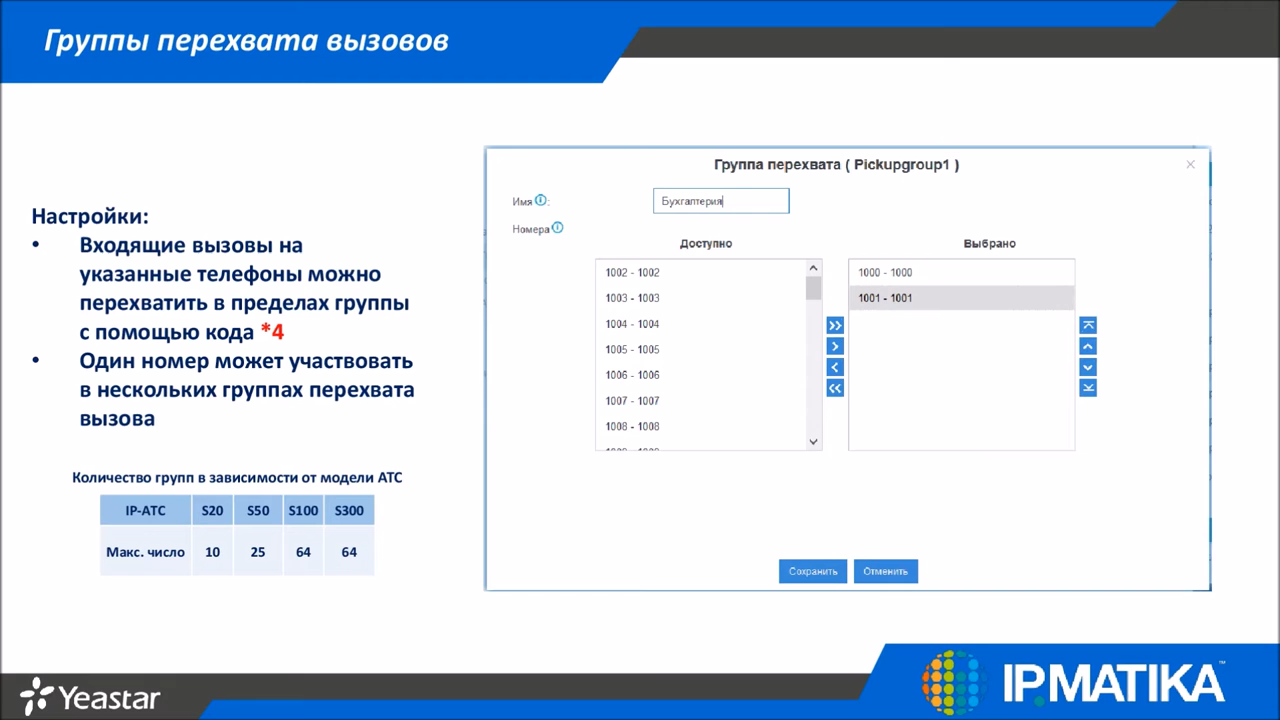 Группы перехвата вызовов
Настройки:
• Входящие вызовы на
указанные телефоны можно
перехватить в пределах группы
с помощью кода *4
• Один номер может участвовать
в нескольких группах перехвата
вызова
Количество групп в зависимости от модели АТС
IP-АТС S20 S50 S100 S300
Макс. число 10 25 64 64
Группа перехвата ( Pickupgroup1 )
Имя :
Бухгалтерия
Номера
Доступно
1002 - 1002
1003 - 1003
1004 - 1004
1005 - 1005
1006 - 1006
1007 - 1007
1008 - 1008
Выбрано
1000 - 1000
1001 - 1001
Сохранить
Отменить
Yeastar
IPMATIKA™